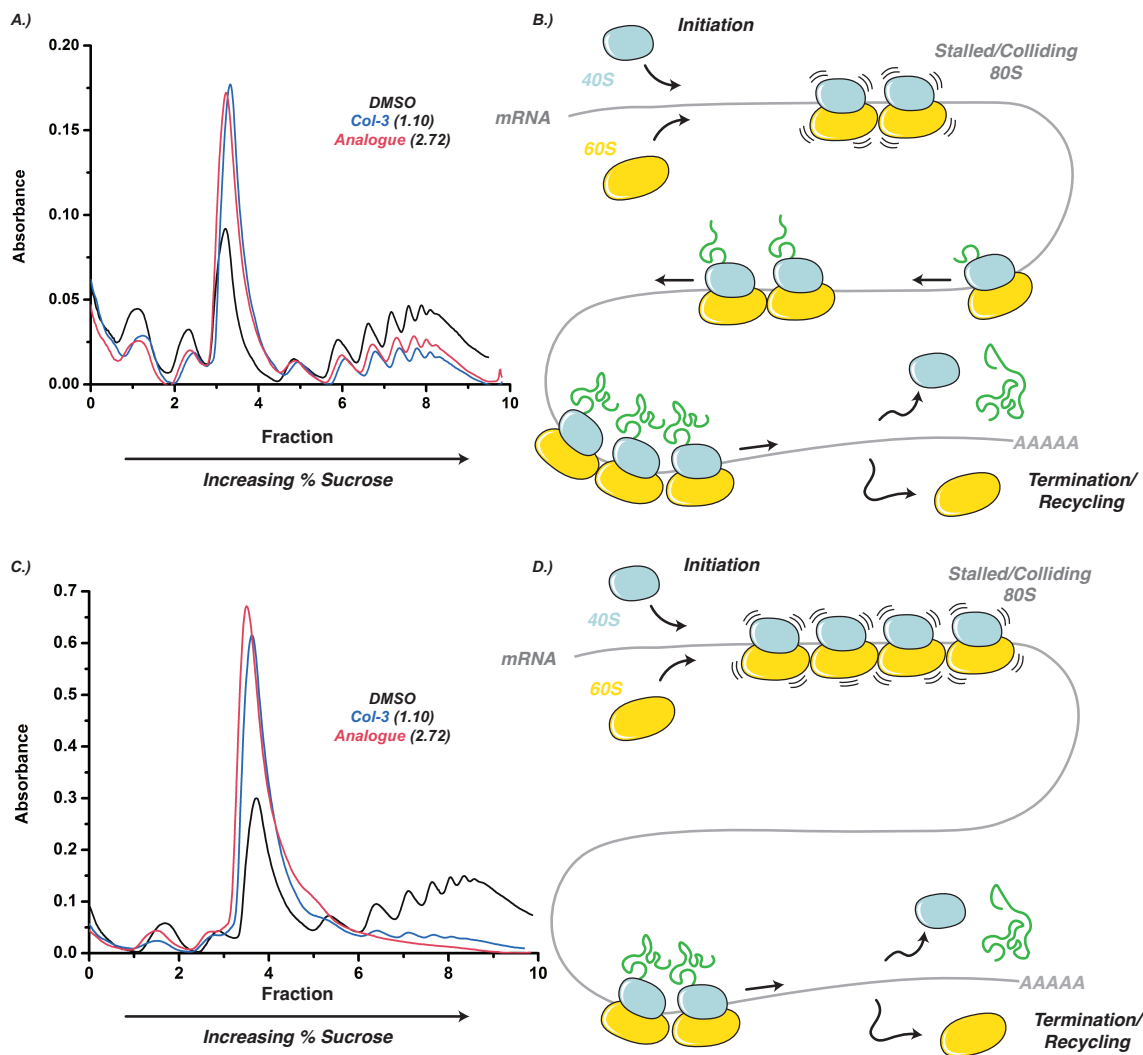 A.)
0.20
0.15
0.10
0.05
0.00
Absorbance
0 2 4 6 8 10
Fraction
Increasing % Sucrose
DMSO
Col-3 (1.10)
Analogue (2.72)
B.)
Initiation
40S
Stalled/Colliding
80S
mRNA
60S
AAAAA
Termination/
Recycling
C.)
0.7
0.6
0.5
0.4
0.3
0.2
0.1
0.0
Absorbance
0 2 4 6 8 10
Fraction
Increasing % Sucrose
DMSO
Col-3 (1.10)
Analogue (2.72)
D.)
Initiation
40S
Stalled/Colliding
80S
mRNA
60S
AAAAA
Termination/
Recycling